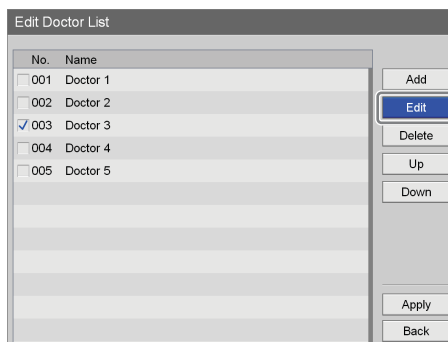 Edit Doctor List
No. Name
001 Doctor 1
002 Doctor 2
003 Doctor 3
004 Doctor 4
005 Doctor 5
Add
Edit
Delete
Up
Down
Apply
Back